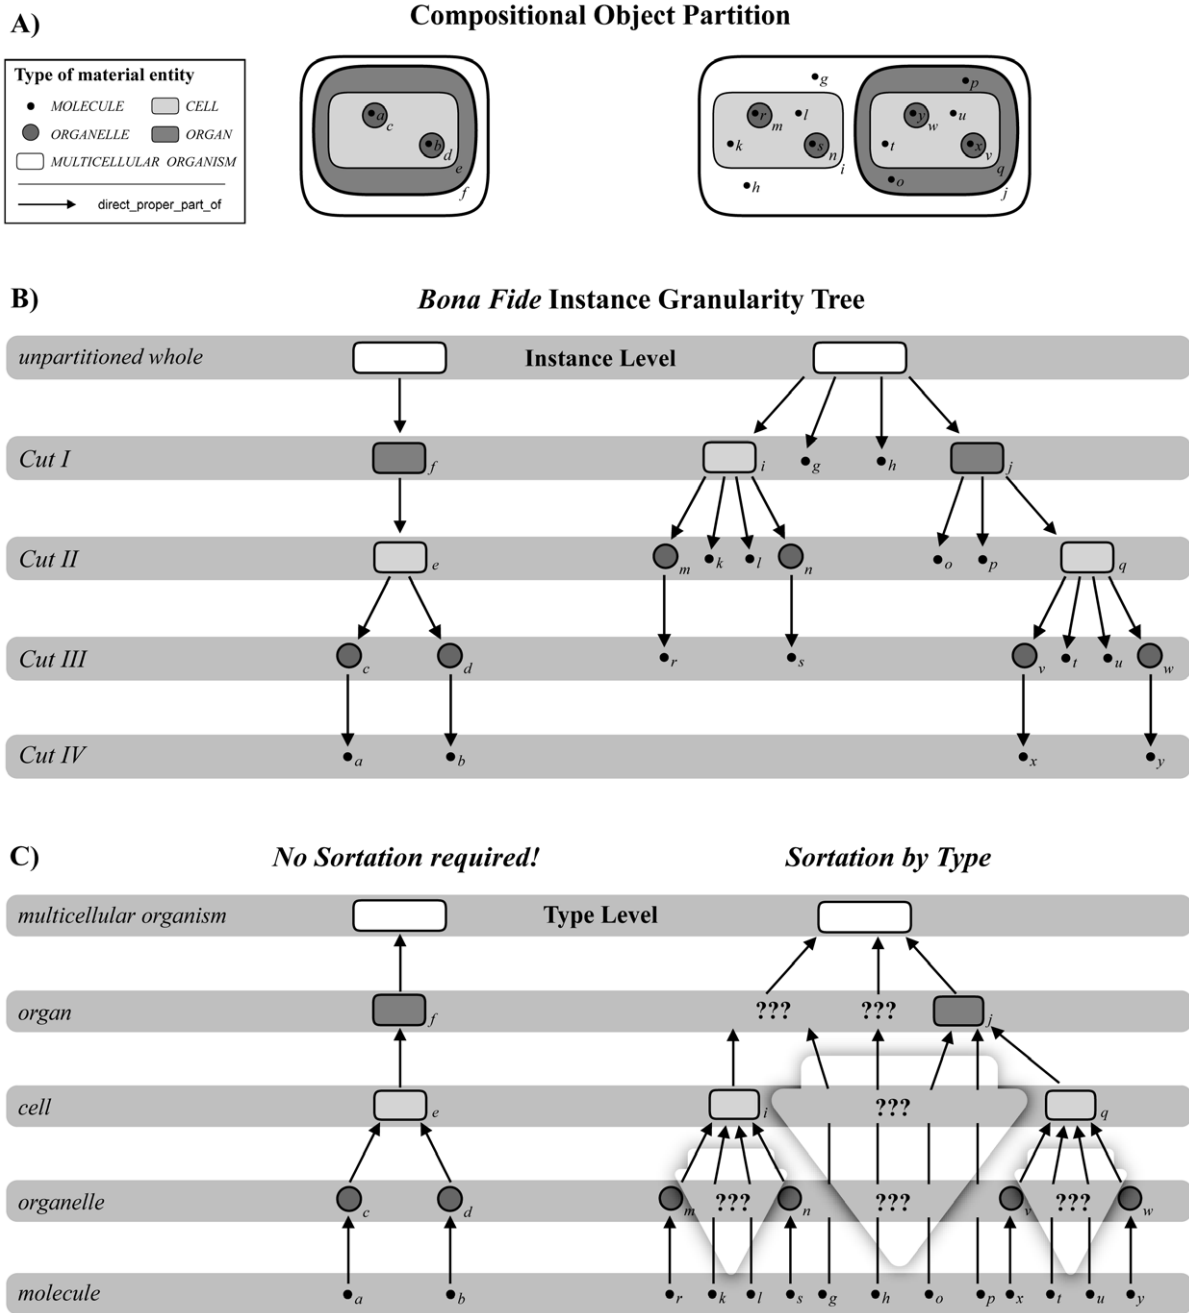 A)
Compositional Object Partition
Type of material entity
MOLECULE CELL
ORGANELLE ORGAN
MULTICELLULAR ORGANISM
direct_proper_part_of
a
c
b
d
e
f
g
r
m
l
k
s
n
i
h
p
y
w
u
t
x
v
q
o
j
B)
Bona Fide Instance Granularity Tree
unpartitioned whole Instance Level
Cut I f i g h j
Cut II e m k l n o p q
Cut III c d r s v t u w
Cut IV a b x y
C)
No Sortation required! Sortation by Type
multicellular organism Type Level
organ f ??? ??? j
cell e i ??? q
organelle c d m ??? n ??? v ??? w
molecule a b r k l s g h o p x t u y